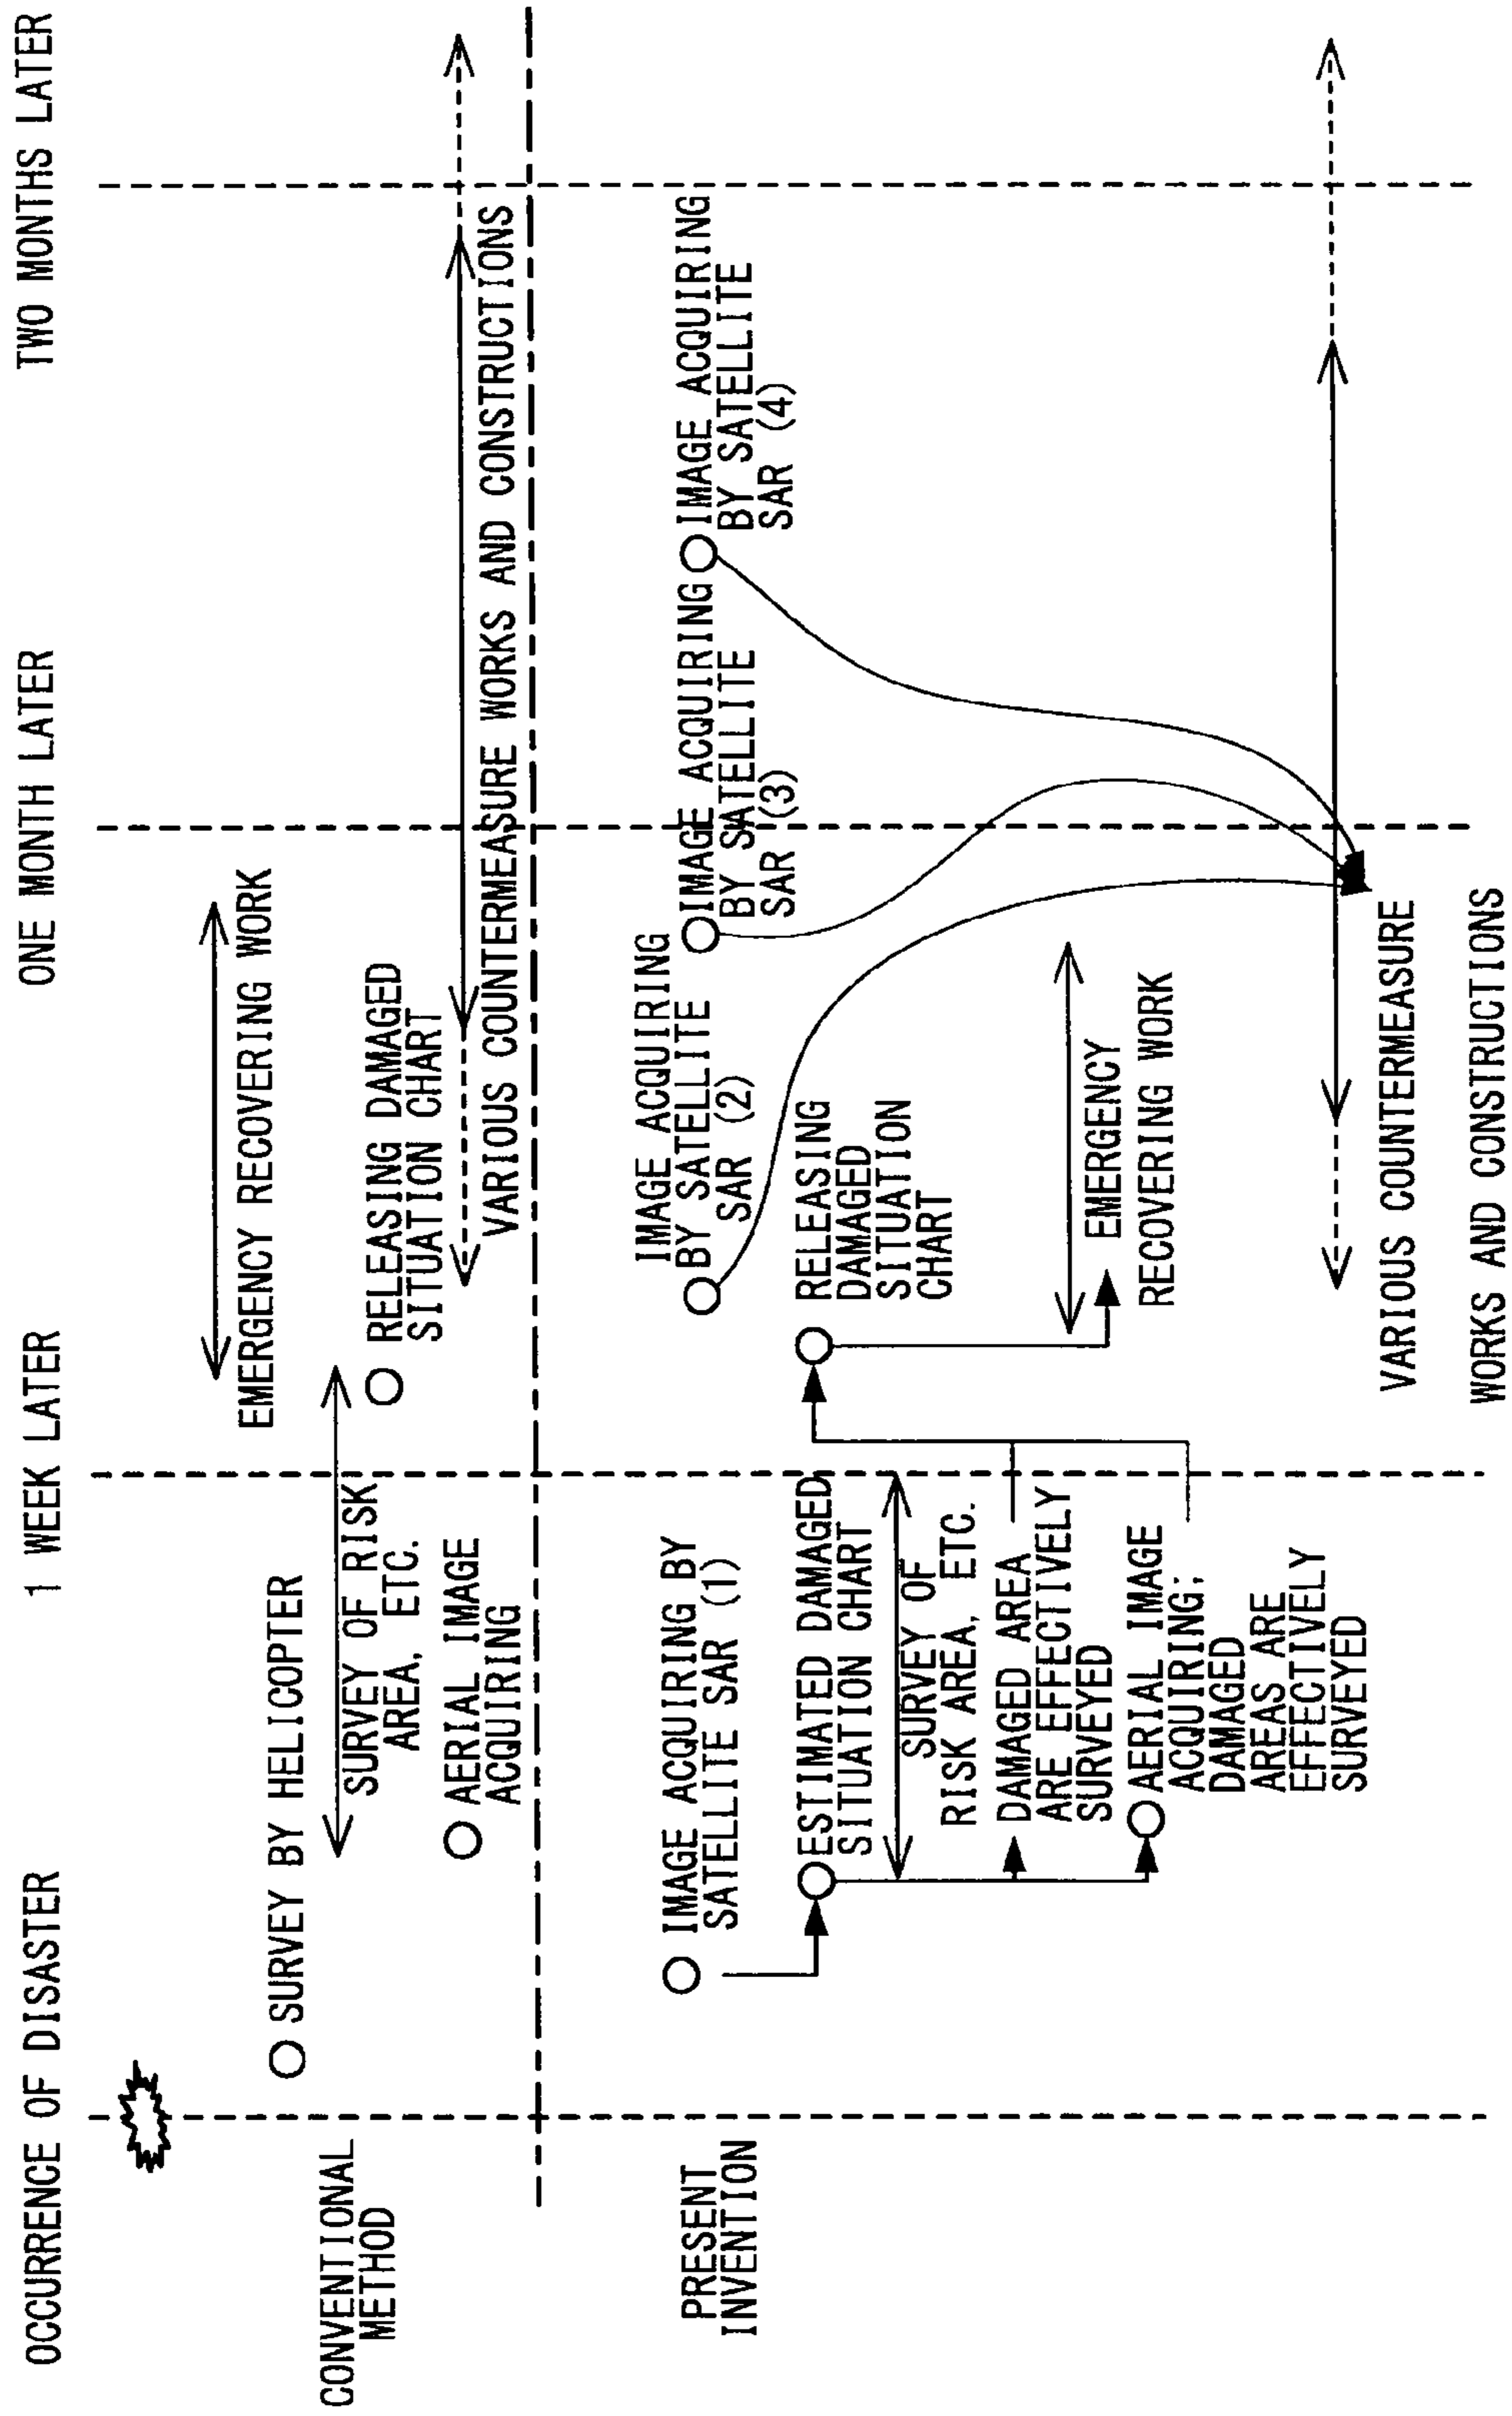 OCCURRENCE OF DISASTER
1 WEEK LATER
ONE MONTH LATER
TWO MONTHS LATER
CONVENTIONAL
METHOD
SURVEY BY HELICOPTER
SURVEY OF RISK
AREA, ETC.
AERIAL IMAGE
ACQUIRING
EMERGENCY RECOVERING WORK
RELEASING DAMAGED
SITUATION CHART
VARIOUS COUNTERMEASURE WORKS AND CONSTRUCTIONS
PRESENT
INVENTION
IMAGE ACQUIRING BY
SATELLITE SAR (1)
ESTIMATED DAMAGED
SITUATION CHART
SURVEY OF
RISK AREA, ETC.
DAMAGED AREA
ARE EFFECTIVELY
SURVEYED
AERIAL IMAGE
ACQUIRING;
DAMAGED
AREAS ARE
EFFECTIVELY
SURVEYED
IMAGE ACQUIRING
BY SATELLITE
SAR (2)
RELEASING
DAMAGED
SITUATION
CHART
EMERGENCY
RECOVERING WORK
IMAGE ACQUIRING
BY SATELLITE
SAR (3)
IMAGE ACQUIRING
BY SATELLITE
SAR (4)
VARIOUS COUNTERMEASURE
WORKS AND CONSTRUCTIONS